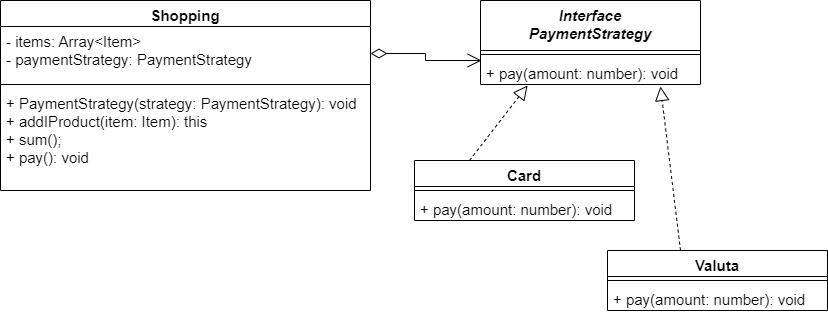 Shopping
- items: Array<Item>
- paymentStrategy: PaymentStrategy
+ PaymentStrategy(strategy: PaymentStrategy): void
+ addIProduct(item: Item): this
+ sum();
+ pay(): void
Interface
PaymentStrategy
+ pay(amount: number): void
Card
+ pay(amount: number): void
Valuta
+ pay(amount: number): void